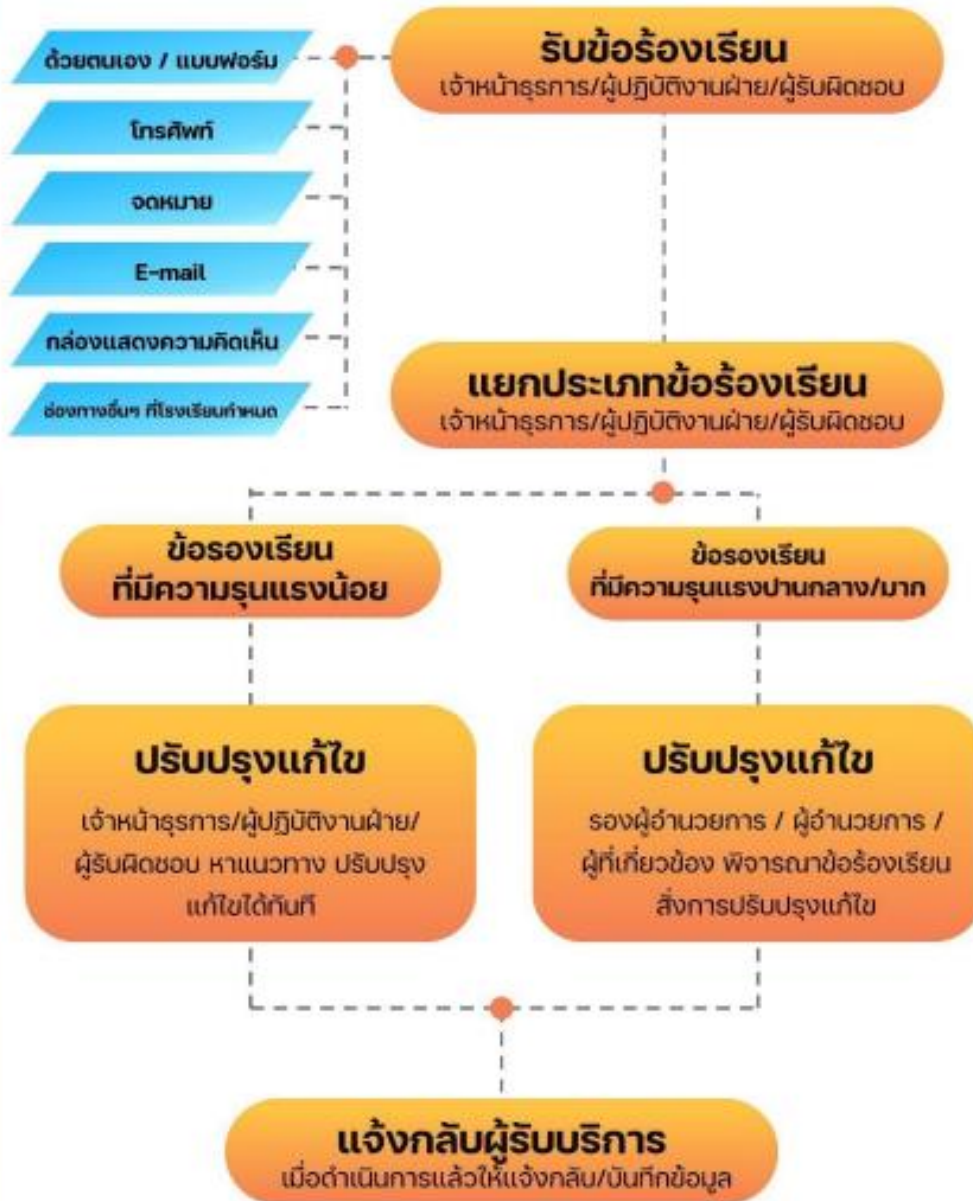 รับข้อร้องเรียน
เจ้าหน้าธุรการ/ผู้ปฏิบัติงานฝ่าย/ผู้รับผิดชอบ
ด้วยตนเอง / แบบฟอร์ม
โทรศัพท์
จดหมาย
E-mail
กล่องแสดงความคิดเห็น
ช่องทางอื่นๆ ที่โรงเรียนกำหนด
แยกประเภทข้อร้องเรียน
เจ้าหน้าธุรการ/ผู้ปฏิบัติงานฝ่าย/ผู้รับผิดชอบ
ข้อรองเรียน
ที่มีความรุนแรงน้อย
ข้อรองเรียน
ที่มีความรุนแรงปานกลาง/มาก
ปรับปรุงแก้ไข
เจ้าหน้าธุรการ/ผู้ปฏิบัติงานฝ่าย/
ผู้รับผิดชอบ หาแนวทาง ปรับปรุง
แก้ไขได้ทันที
ปรับปรุงแก้ไข
รองผู้อำนวยการ / ผู้อำนวยการ /
ผู้ที่เกี่ยวข้อง พิจารณาข้อร้องเรียน
สั่งการปรับปรุงแก้ไข
แจ้งกลับผู้รับบริการ
เมื่อดำเนินการแล้วให้แจ้งกลับ/บันทึกข้อมูล